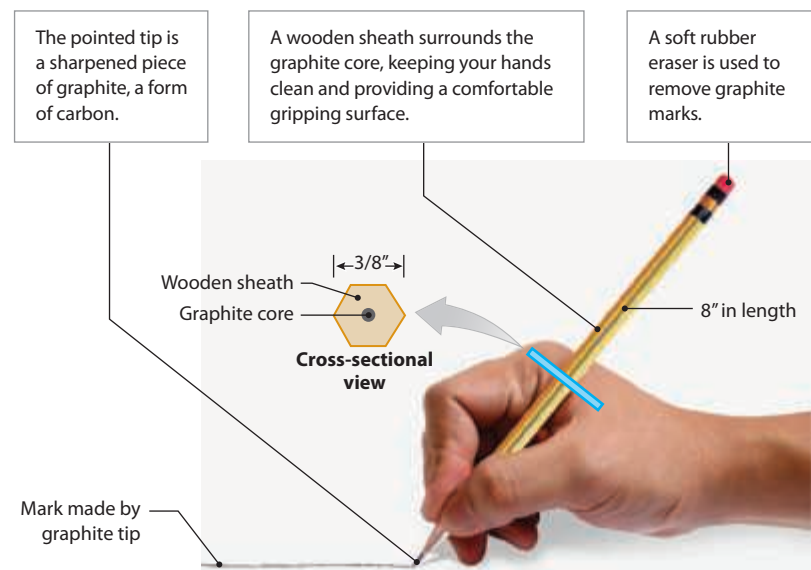 The pointed tip is
a sharpened piece
of graphite, a form
of carbon.
A wooden sheath surrounds the
graphite core, keeping your hands
clean and providing a comfortable
gripping surface.
A soft rubber
eraser is used to
remove graphite
marks.
3/8″
Wooden sheath
Graphite core
Cross-sectional
view
8″ in length
Mark made by
graphite tip